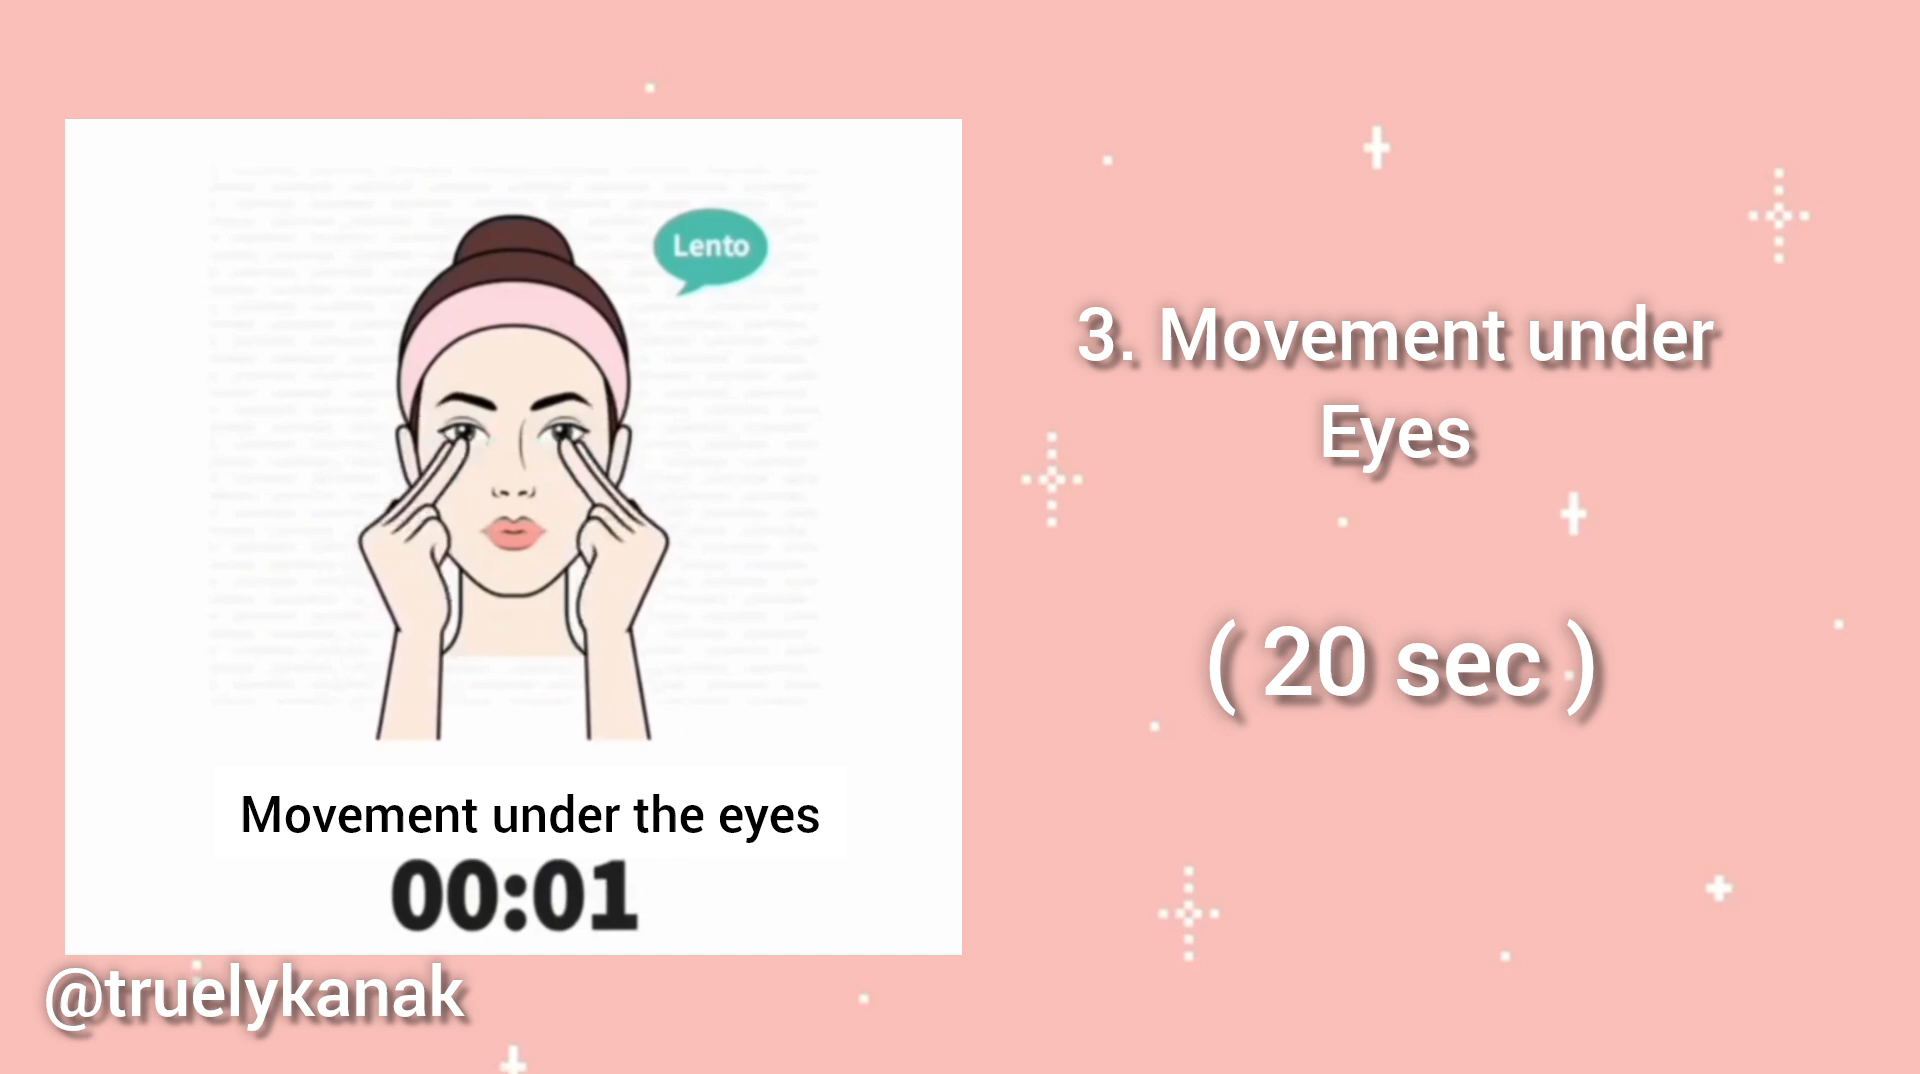 Lento
Movement under the eyes
00:01
@truelykanak
3. Movement under
Eyes
( 20 sec )